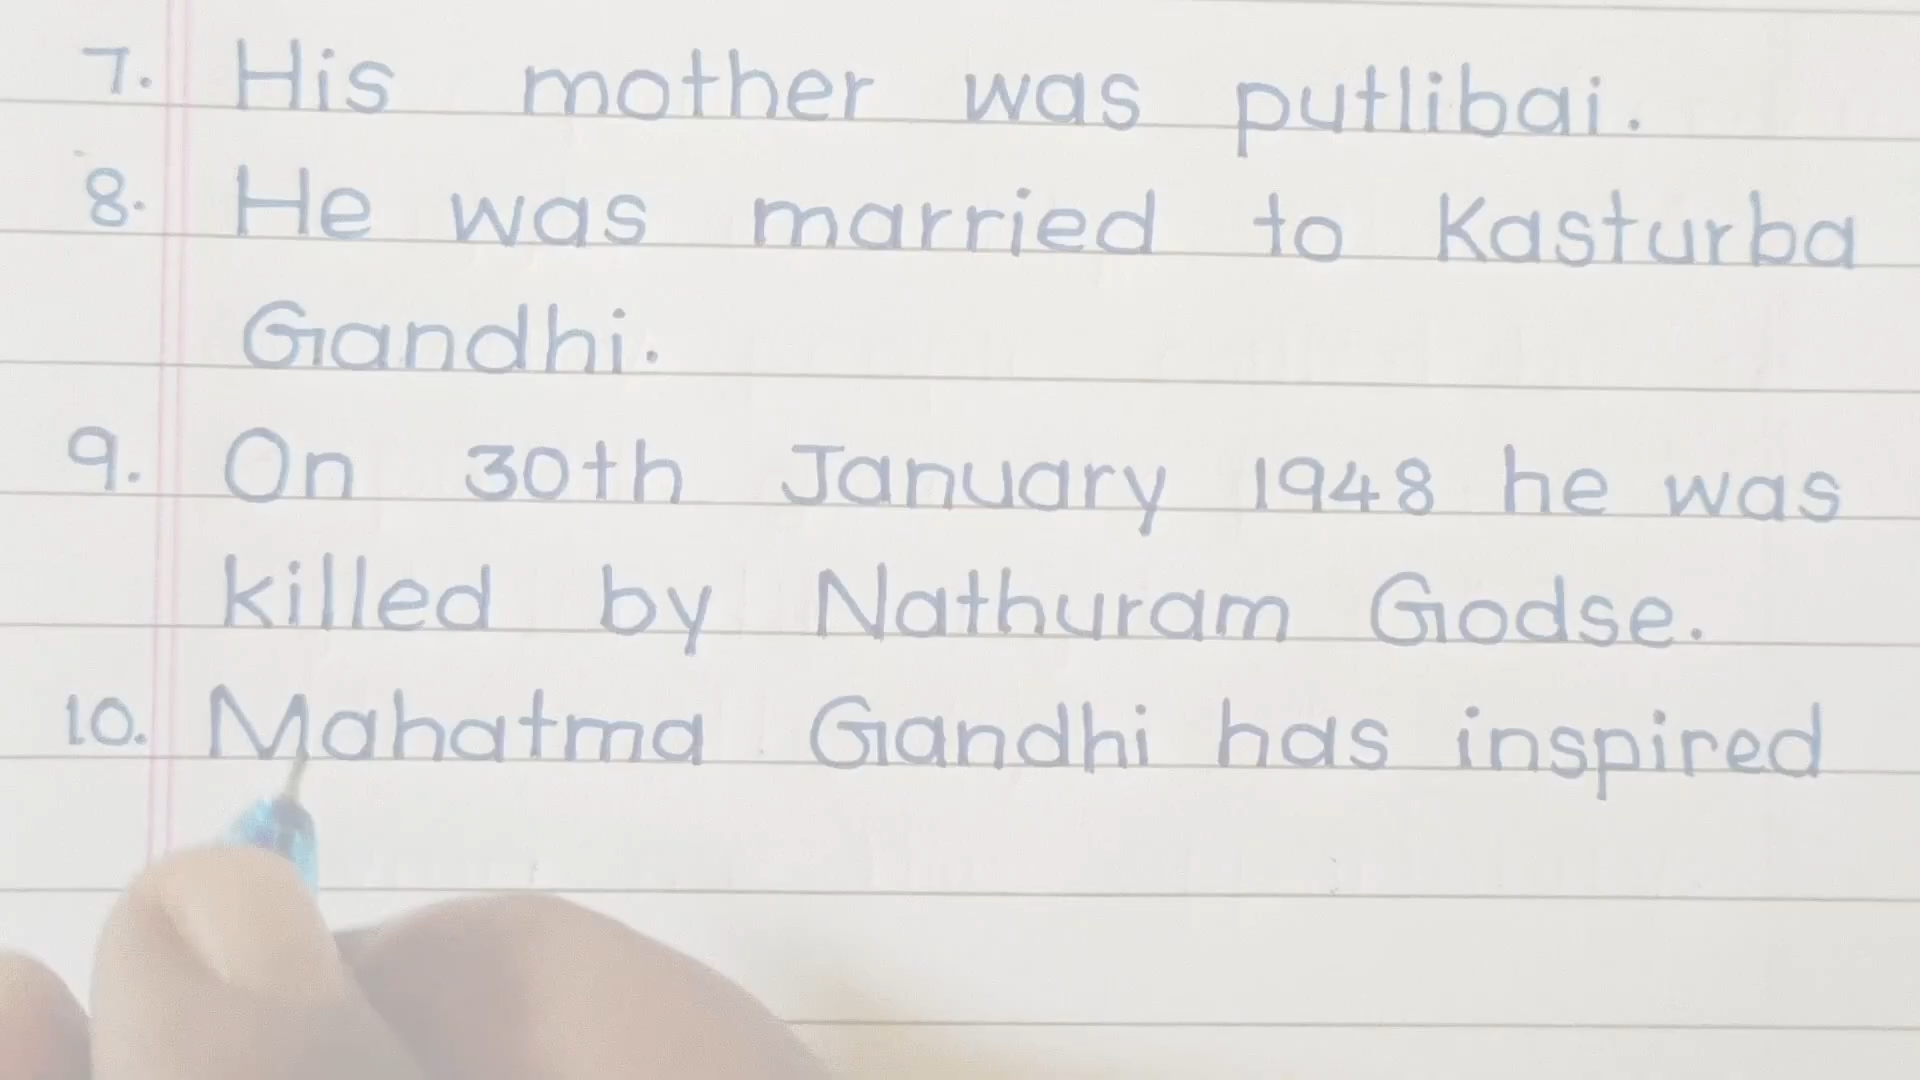 7. His mother was putlibai.
8. He was married to Kasturba
Gandhi.
9. On 30th January 1948 he was
killed by Nathuram Godse.
10. Mahatma Gandhi has inspired